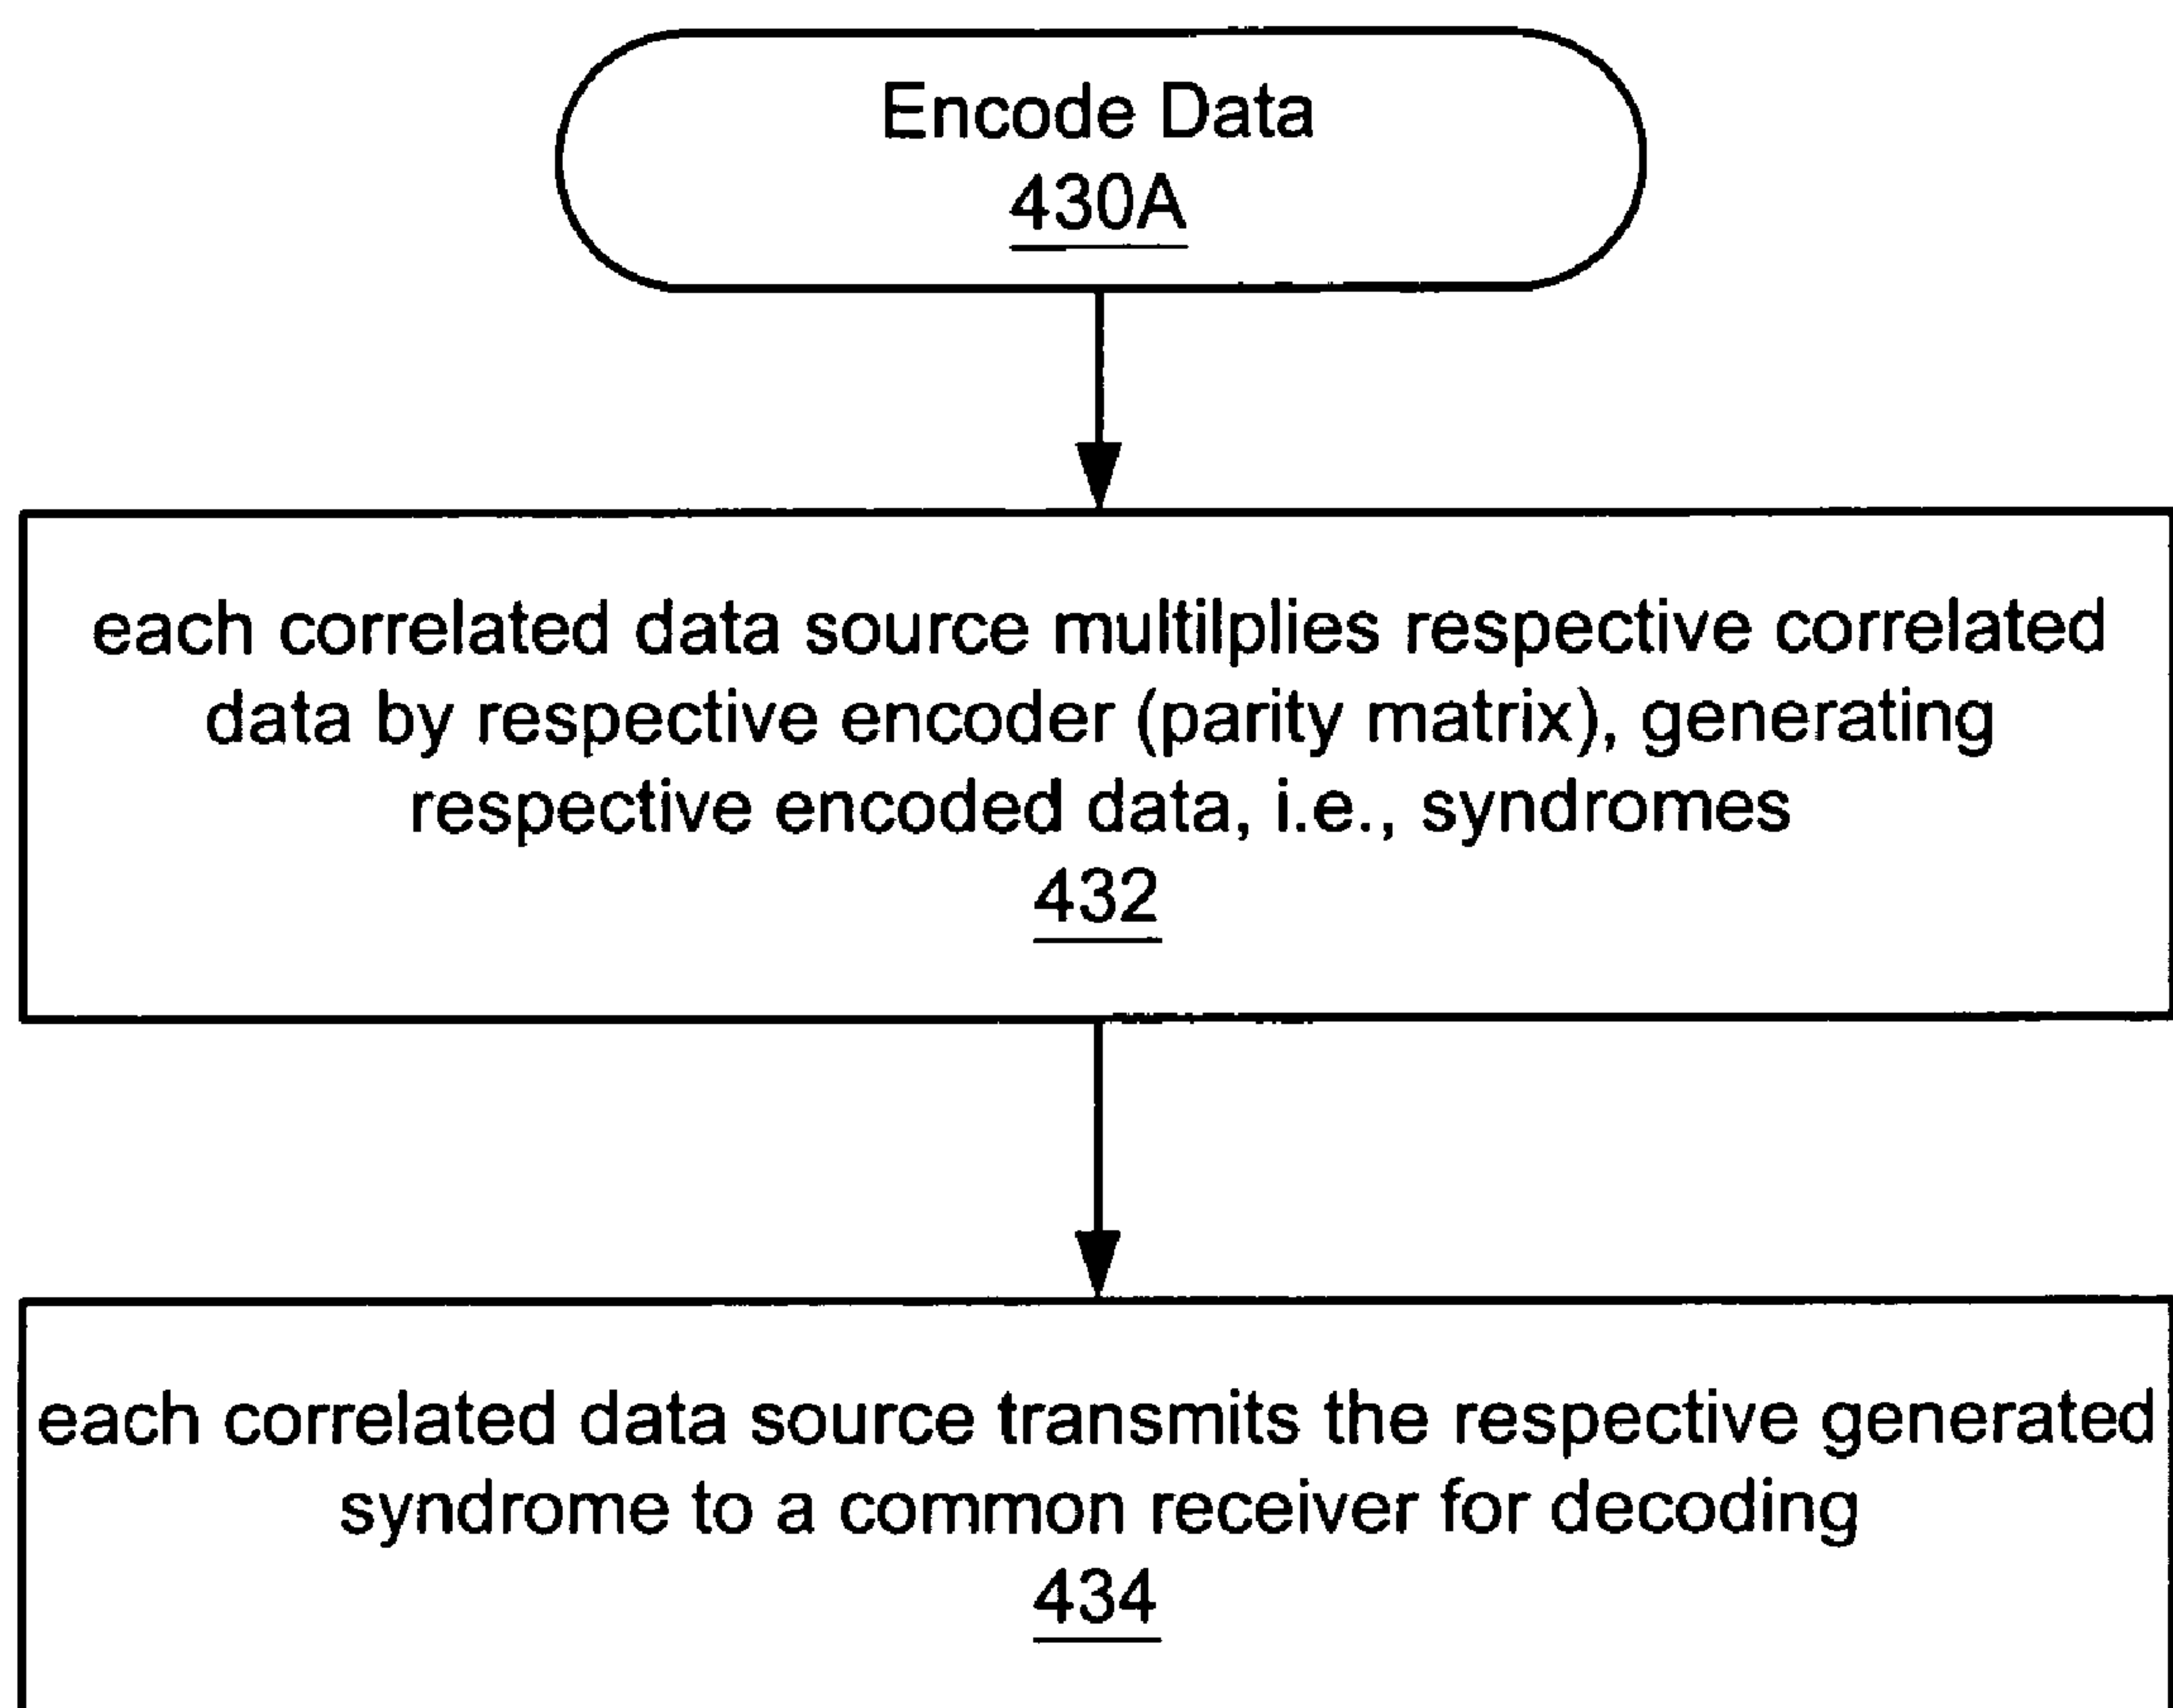 Encode Data
430A
each correlated data source multilplies respective correlated
data by respective encoder (parity matrix), generating
respective encoded data, i.e., syndromes
432
each correlated data source transmits the respective generated
syndrome to a common receiver for decoding
434